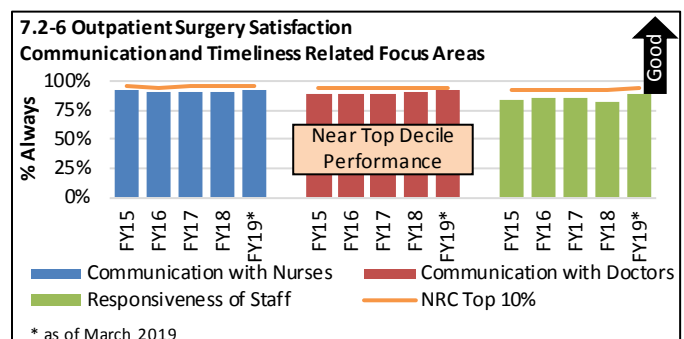 7.2-6 Outpatient Surgery Satisfaction
Communication and Timeliness Related Focus Areas
Good
% Always
100%
75%
50%
25%
0%
Near Top Decile
Performance
FY15 FY16 FY17 FY18 FY19* FY15 FY16 FY17 FY18 FY19* FY15 FY16 FY17 FY18 FY19*
Communication with Nurses Communication with Doctors
Responsiveness of Staff NRC Top 10%
* as of March 2019